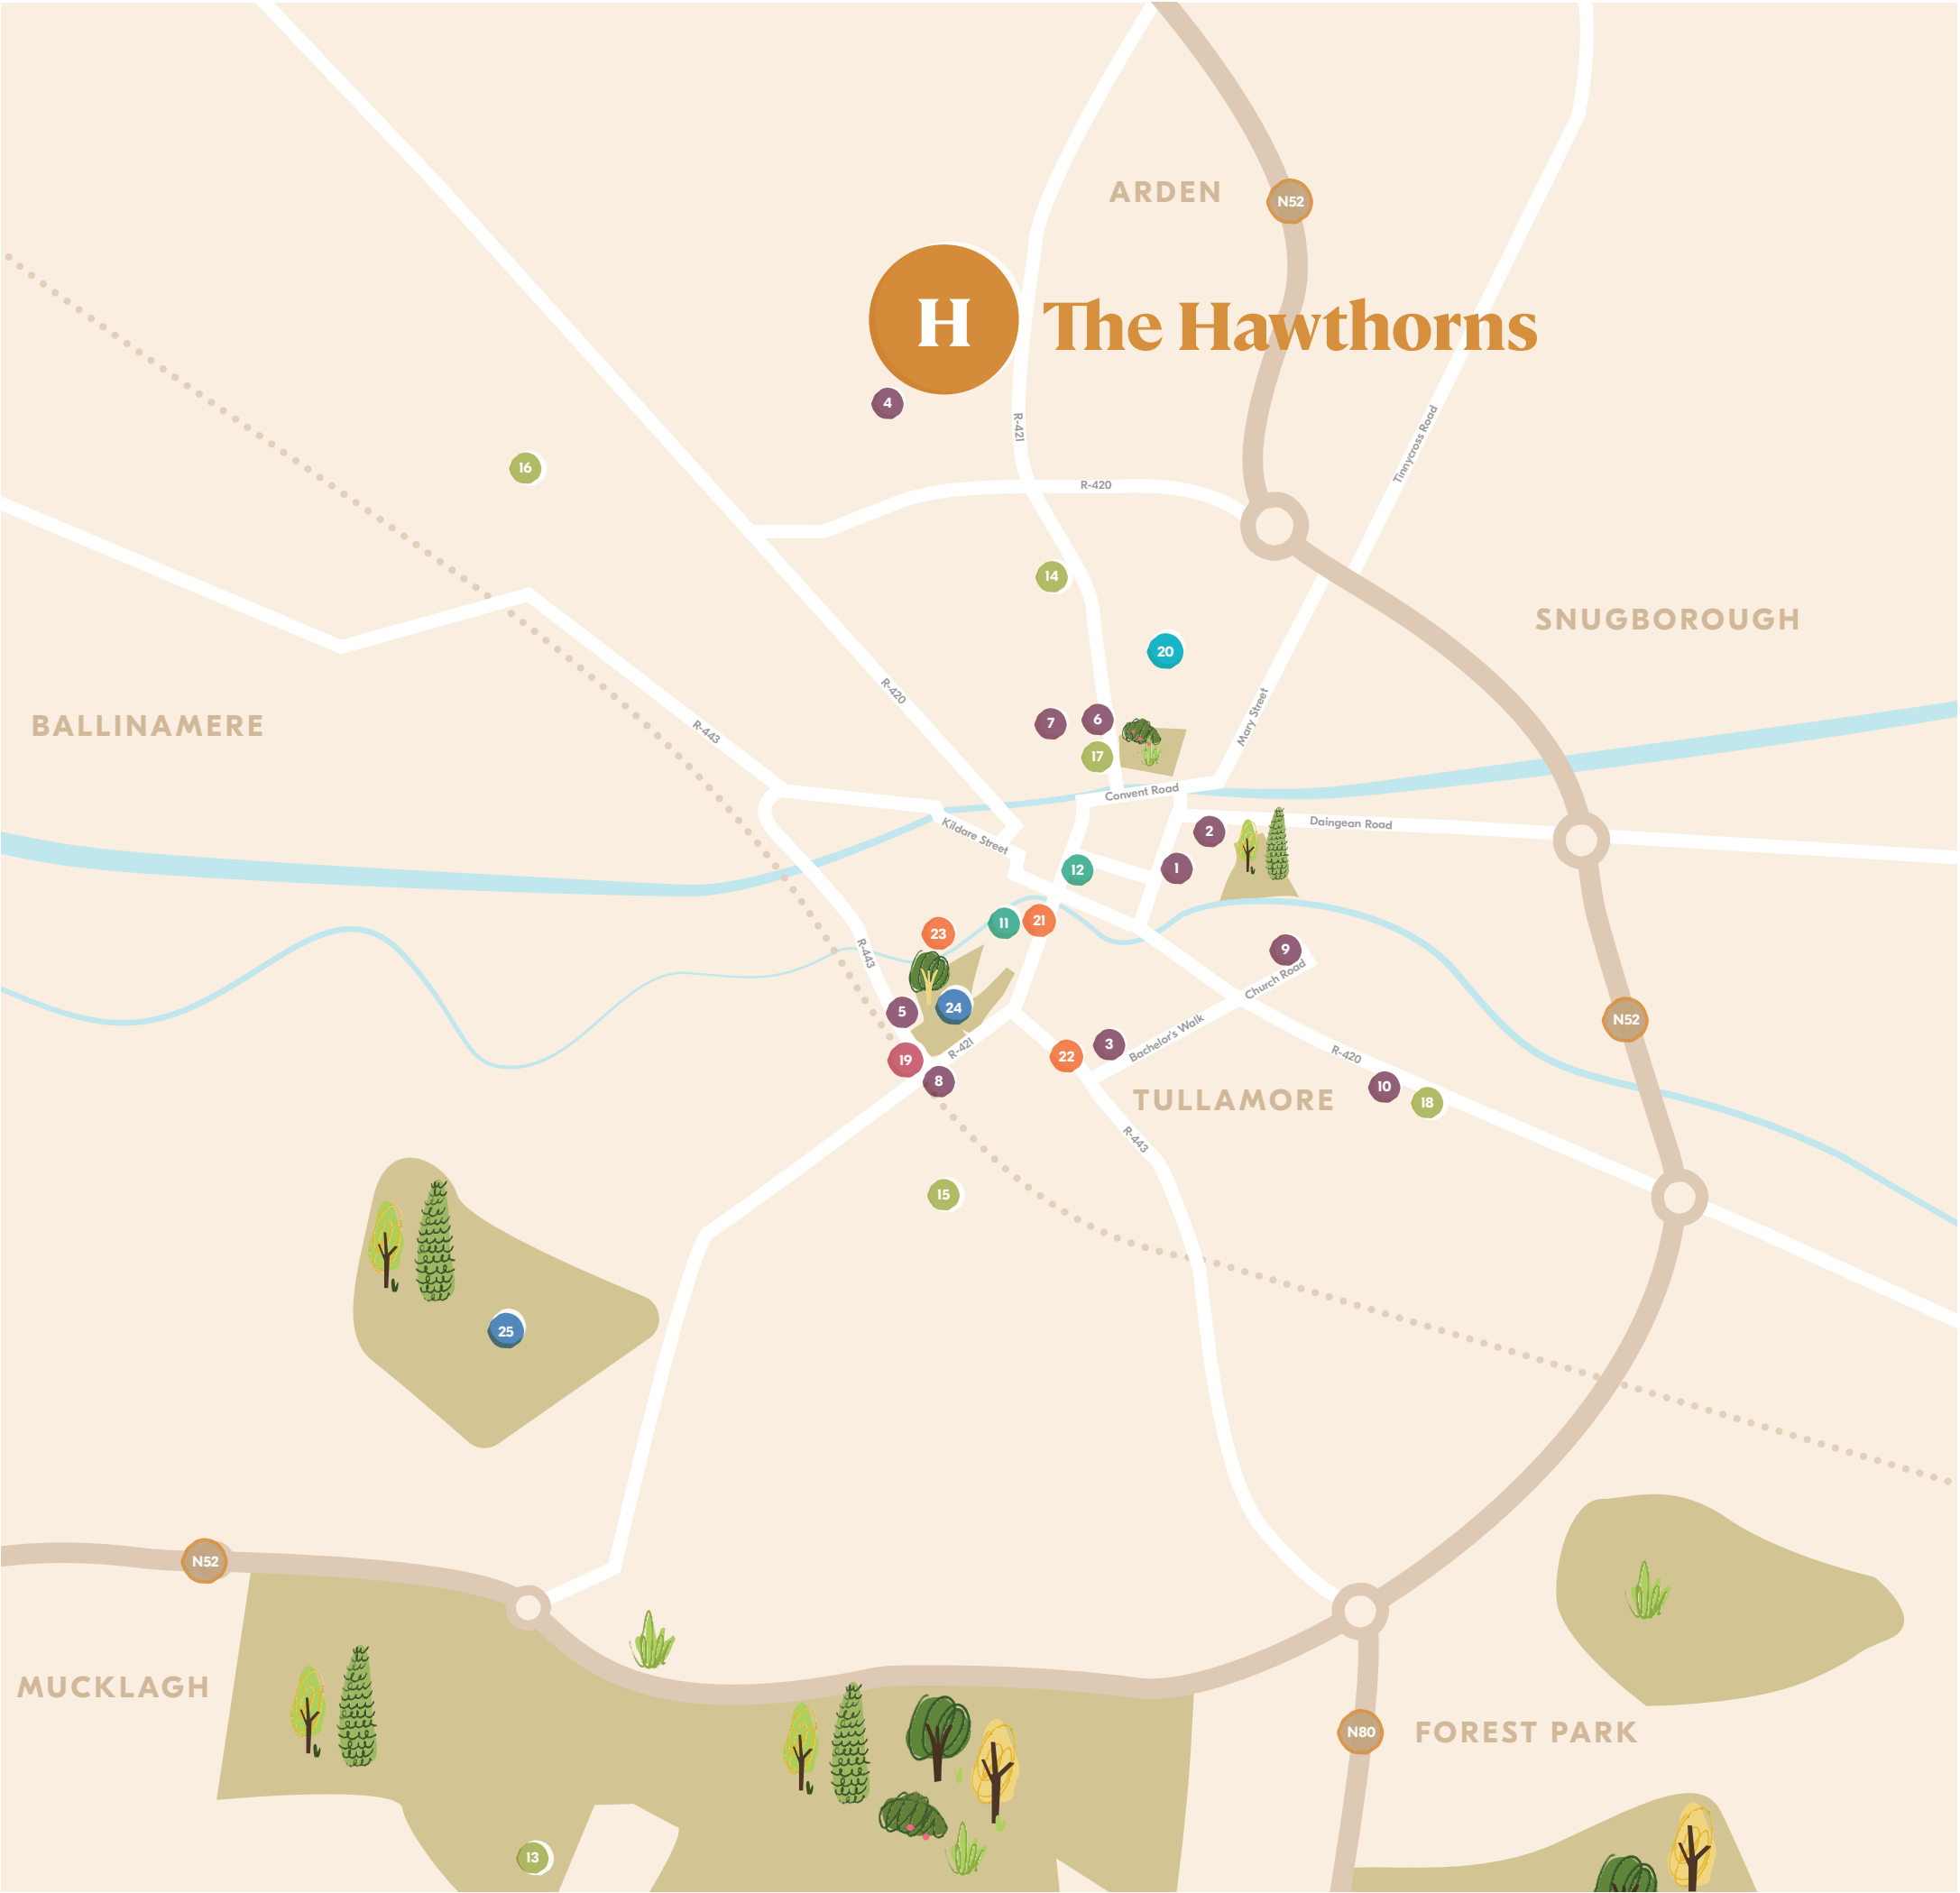 ARDEN
N52
H
The Hawthorns
4
R-421
Tinnycross Road
16
R-420
14
SNUGBOROUGH
20
R-420
BALLINAMERE
R-443
7
6
Mary Street
17
Convent Road
Kildare Street
2
Daingean Road
12
1
11
21
23
R-443
9
Church Road
5
24
N52
Bachelor's Walk
3
22
R-421
19
8
R-420
10
18
TULLAMORE
R-443
15
25
N52
MUCKLAGH
N80
FOREST PARK
13